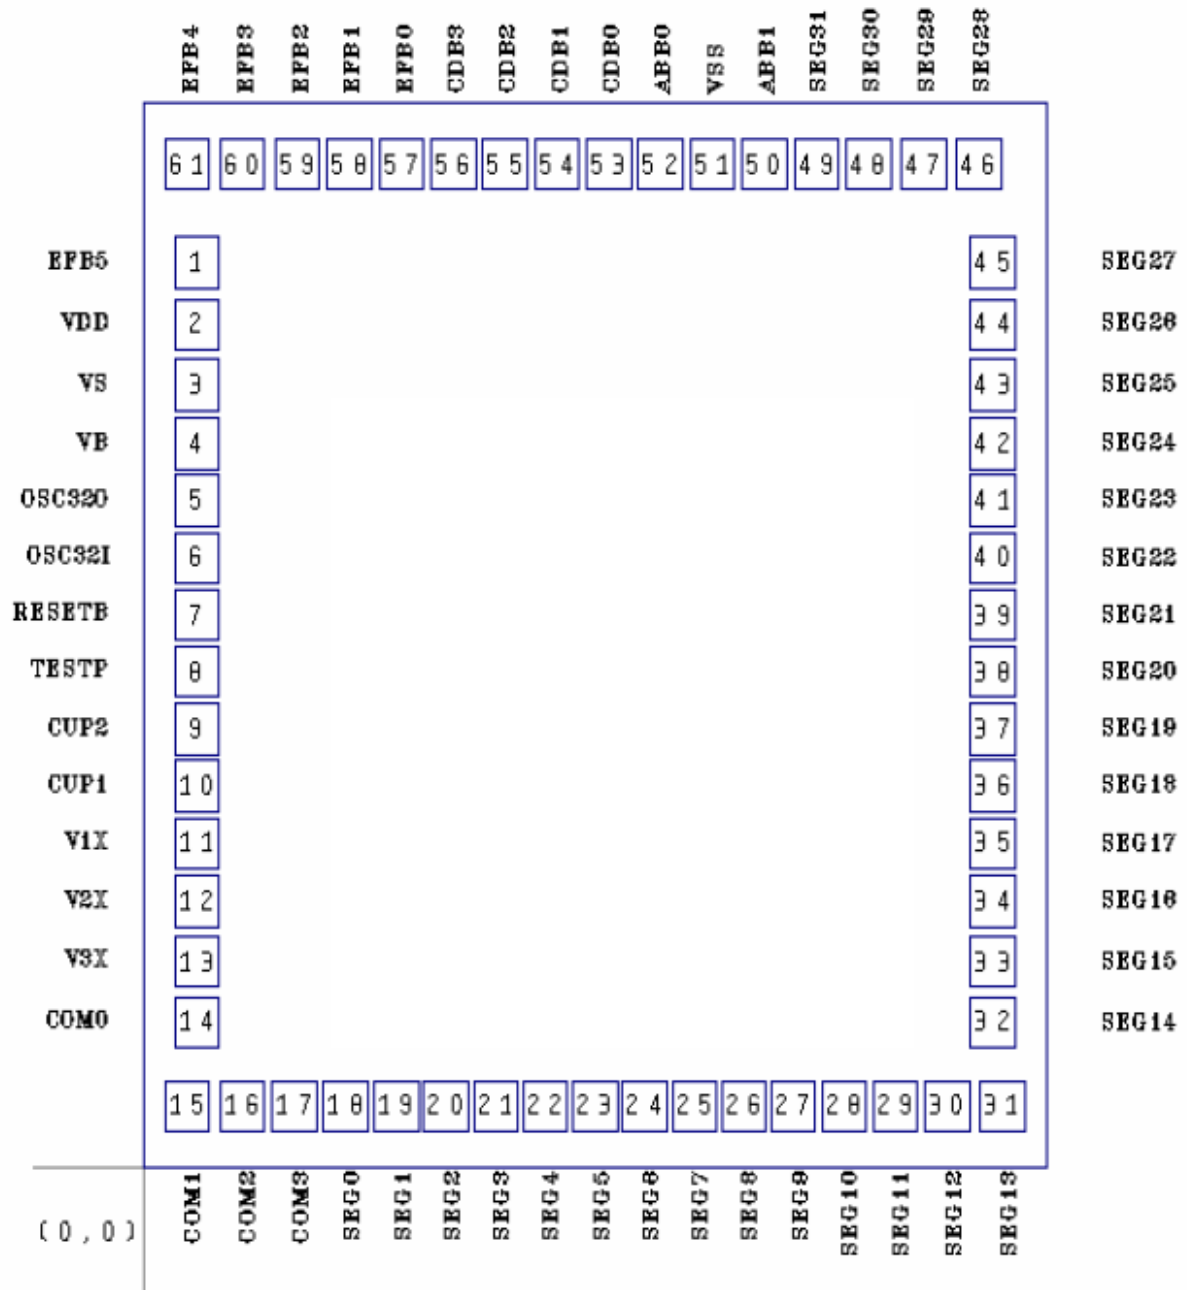 EFB4 EFB3 EFB2 EFB1 EFB0 CDB3 CDB2 CDB1 CDB0 ABB0 VSS ABB1 SEG31 SEG30 SEG29 SEG28
61 60 59 58 57 56 55 54 53 52 51 50 49 48 47 46
EFB5 1 45 SEG27
VDD 2 44 SEG26
VS 3 43 SEG25
VB 4 42 SEG24
OSC32O 5 41 SEG23
OSC32I 6 40 SEG22
RESETB 7 39 SEG21
TESTP 8 38 SEG20
CUP2 9 37 SEG19
CUP1 10 36 SEG18
V1X 11 35 SEG17
V2X 12 34 SEG16
V3X 13 33 SEG15
COM0 14 32 SEG14
15 16 17 18 19 20 21 22 23 24 25 26 27 28 29 30 31
COM1 COM2 COM3 SEG0 SEG1 SEG2 SEG3 SEG4 SEG5 SEG6 SEG7 SEG8 SEG9 SEG10 SEG11 SEG12 SEG13
(0,0)